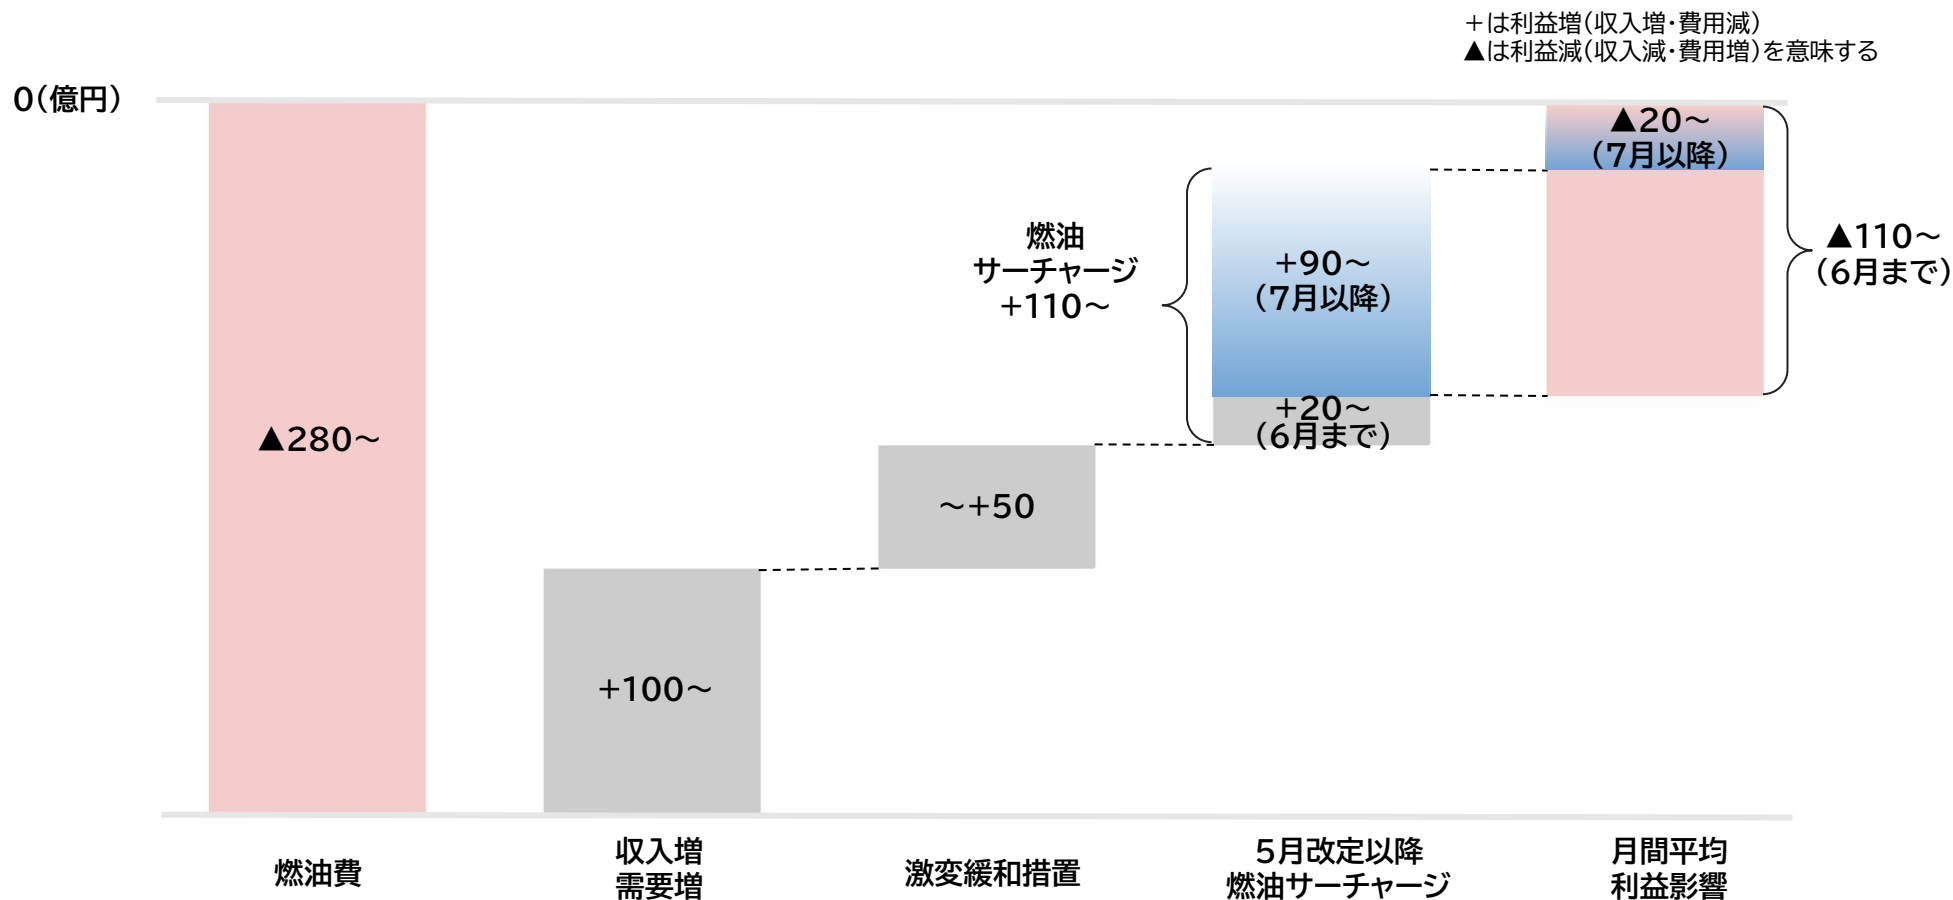 +は利益増(収入増・費用減)
▲は利益減(収入減・費用増)を意味する
0(億円)
▲280~
+100~
~+50
燃油
サーチャージ
+110~
+90~
(7月以降)
+20~
(6月まで)
▲20~
(7月以降)
▲110~
(6月まで)
燃油費
収入増
需要増
激変緩和措置
5月改定以降
燃油サーチャージ
月間平均
利益影響